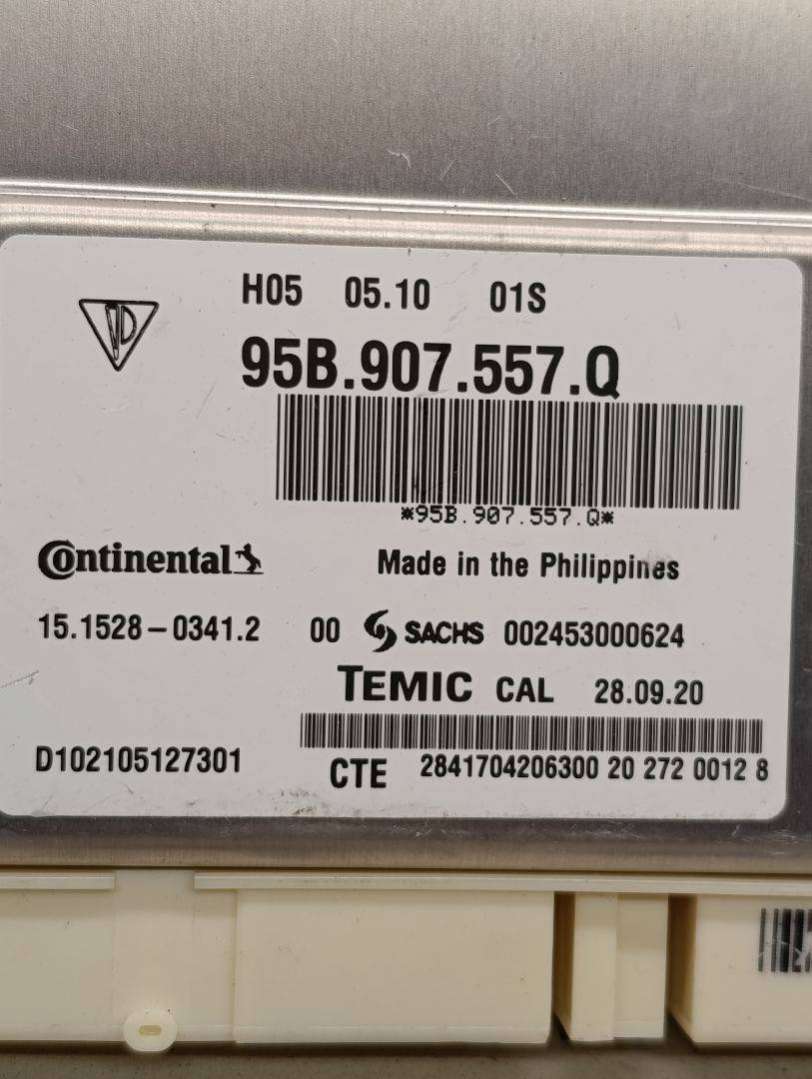 H05 05.10 01S
95B.907.557.Q
*95B.907.557.Q*
Continental
Made in the Philippines
15.1528-0341.2 00 SACHS 002453000624
TEMIC CAL 28.09.20
D102105127301
CTE 2841704206300 20 272 0012 8